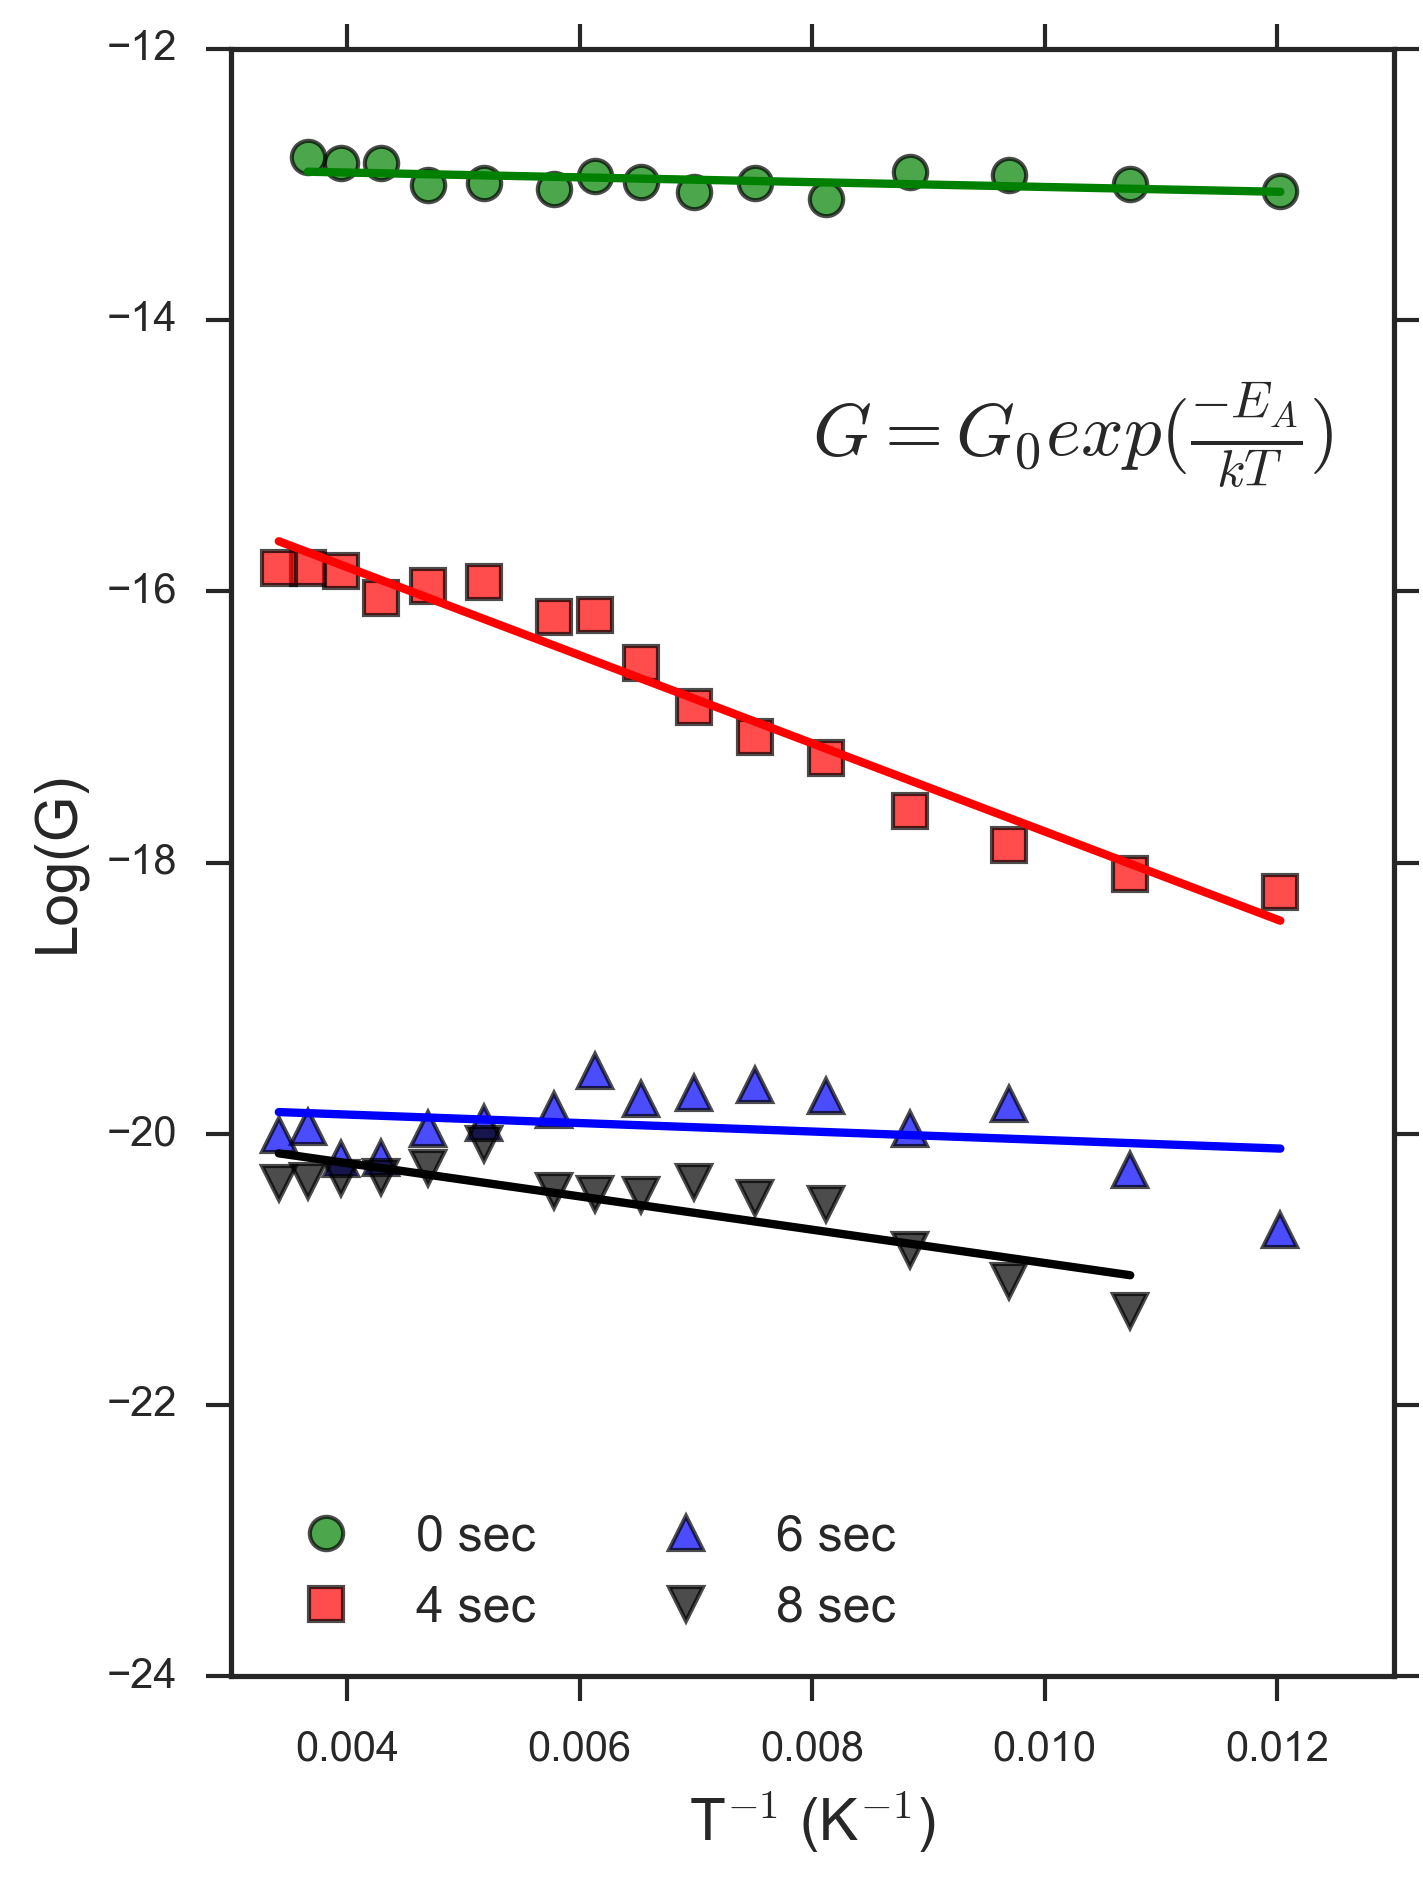 −12
−14
G = G₀exp(−E_A/kT)
−16
Log(G)
−18
−20
−22
0 sec
6 sec
4 sec
8 sec
−24
0.004 0.006 0.008 0.010 0.012
T⁻¹ (K⁻¹)